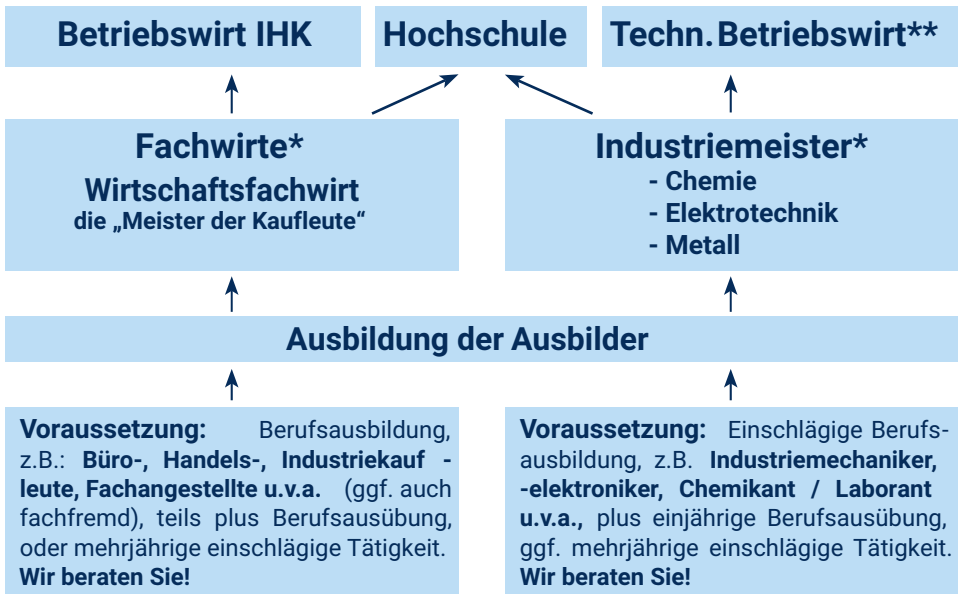 Betriebswirt IHK
Hochschule
Techn. Betriebswirt**
Fachwirte*
Wirtschaftsfachwirt
die „Meister der Kaufleute“
Industriemeister*
- Chemie
- Elektrotechnik
- Metall
Ausbildung der Ausbilder
Voraussetzung: Berufsausbildung,
z.B.: Büro-, Handels-, Industriekauf -
leute, Fachangestellte u.v.a. (ggf. auch
fachfremd), teils plus Berufsausübung,
oder mehrjährige einschlägige Tätigkeit.
Wir beraten Sie!
Voraussetzung: Einschlägige Berufs-
ausbildung, z.B. Industriemechaniker,
-elektroniker, Chemikant / Laborant
u.v.a., plus einjährige Berufsausübung,
ggf. mehrjährige einschlägige Tätigkeit.
Wir beraten Sie!